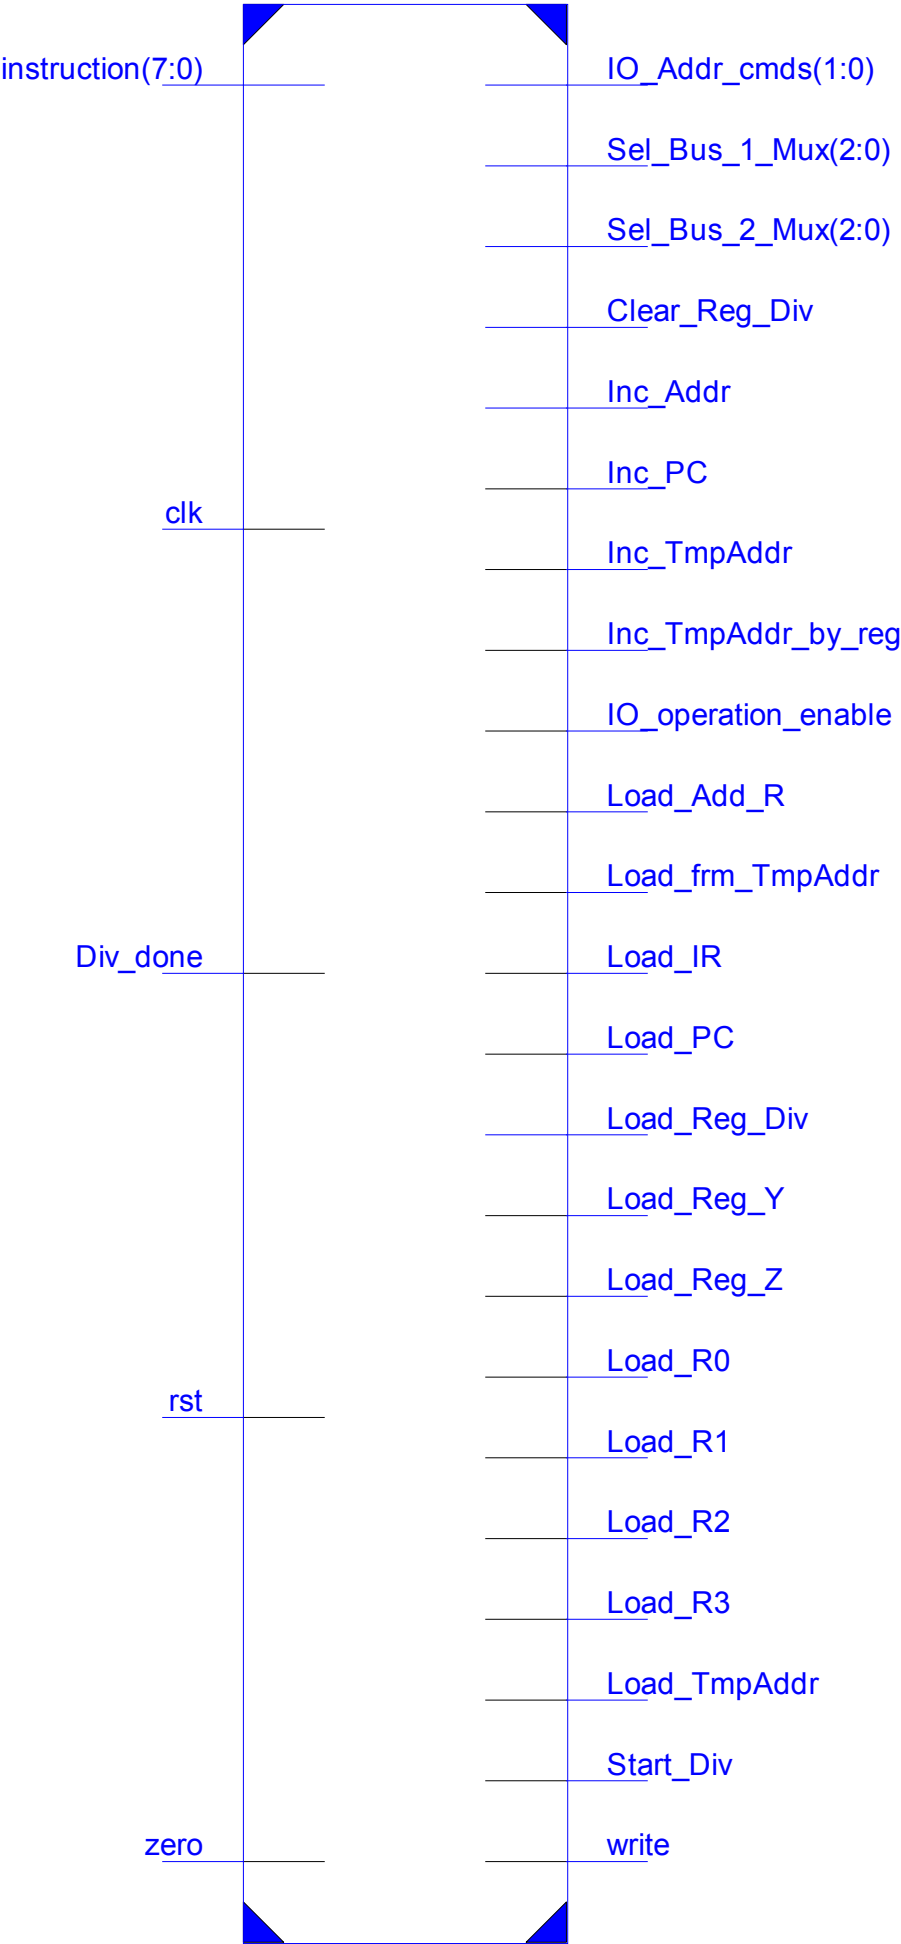 instruction(7:0)
IO_Addr_cmds(1:0)
Sel_Bus_1_Mux(2:0)
Sel_Bus_2_Mux(2:0)
Clear_Reg_Div
Inc_Addr
Inc_PC
clk
Inc_TmpAddr
Inc_TmpAddr_by_reg
IO_operation_enable
Load_Add_R
Load_frm_TmpAddr
Div_done
Load_IR
Load_PC
Load_Reg_Div
Load_Reg_Y
Load_Reg_Z
Load_R0
rst
Load_R1
Load_R2
Load_R3
Load_TmpAddr
Start_Div
zero
write